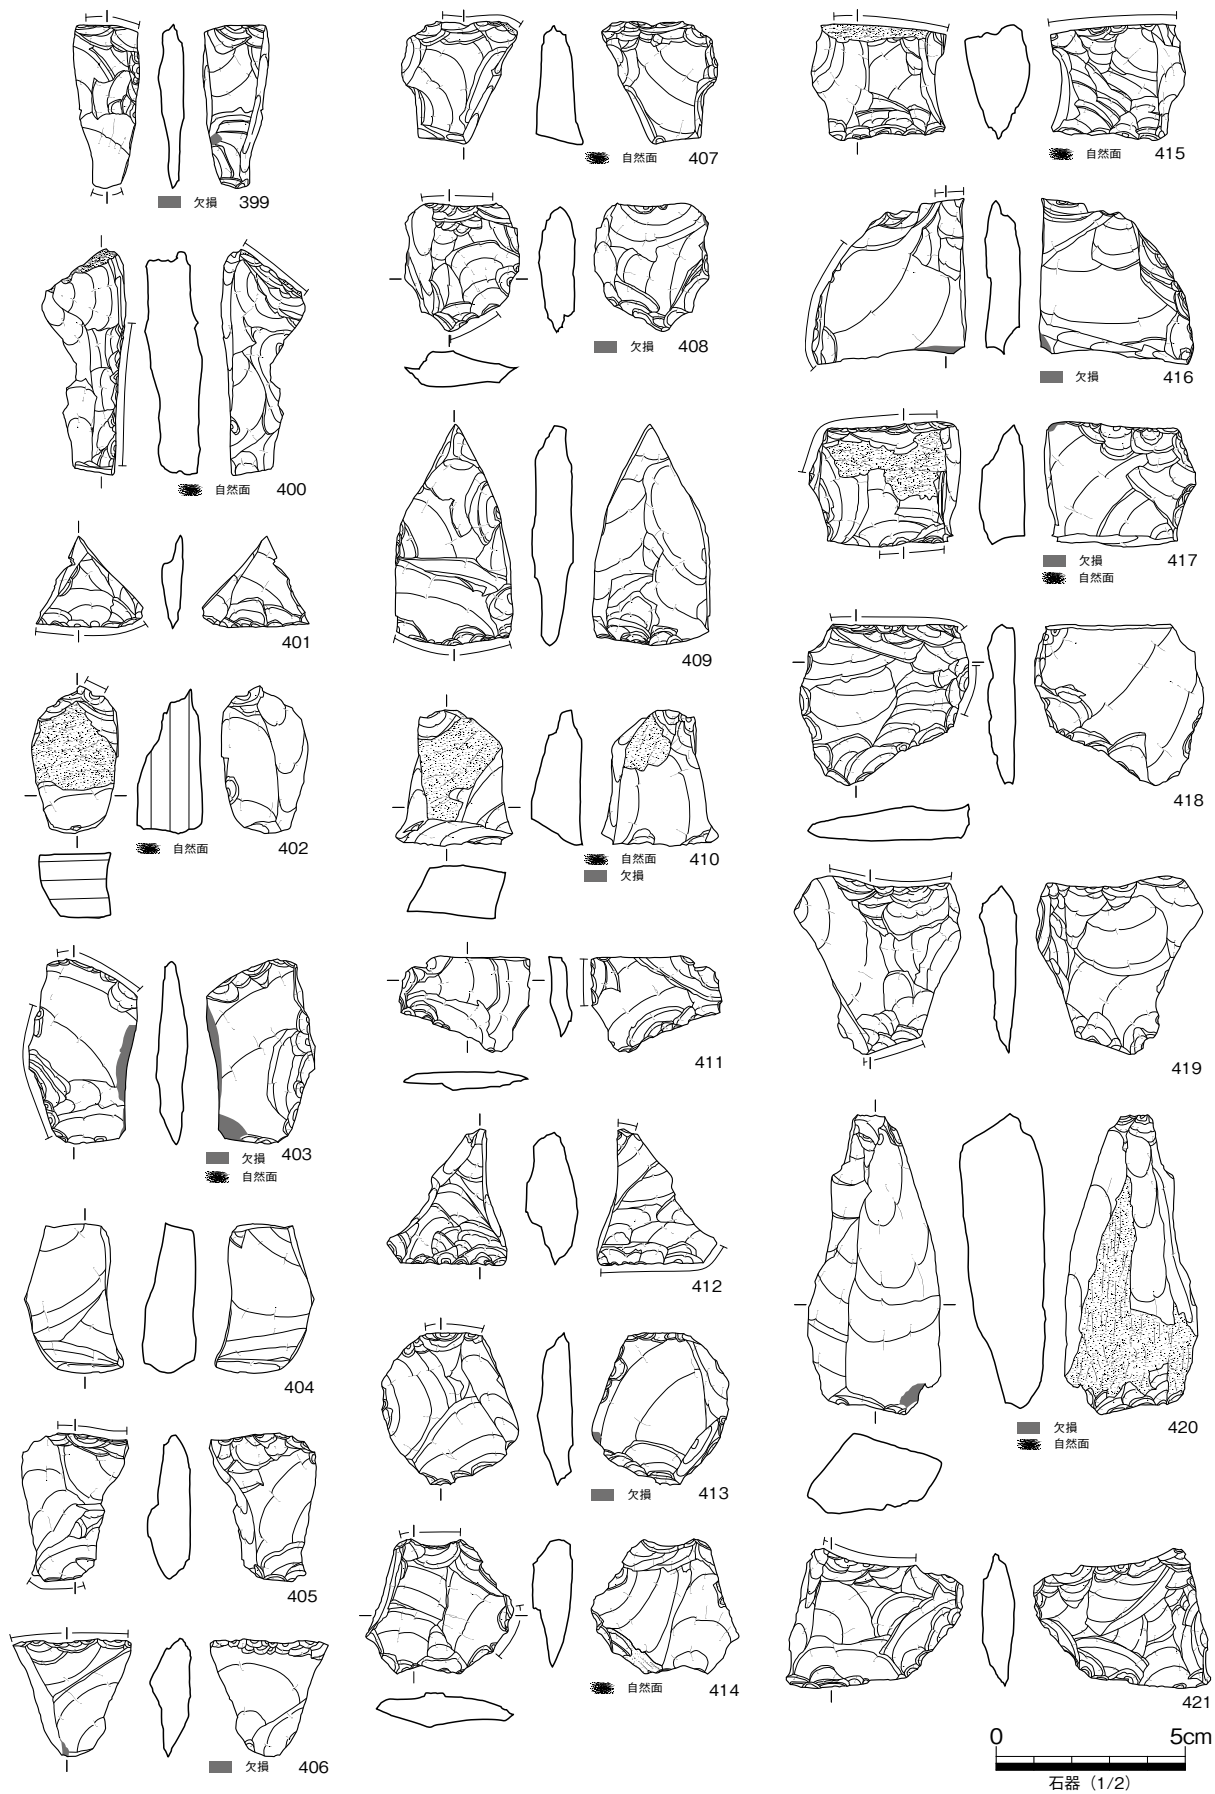 欠損 399
自然面 400
401
自然面 402
欠損 403
自然面
404
405
欠損 406
自然面 407
欠損 408
409
自然面 410
欠損
411
412
欠損 413
自然面 414
自然面 415
欠損 416
欠損 417
自然面
418
419
欠損 420
自然面
421
0 5cm
石器（1/2）